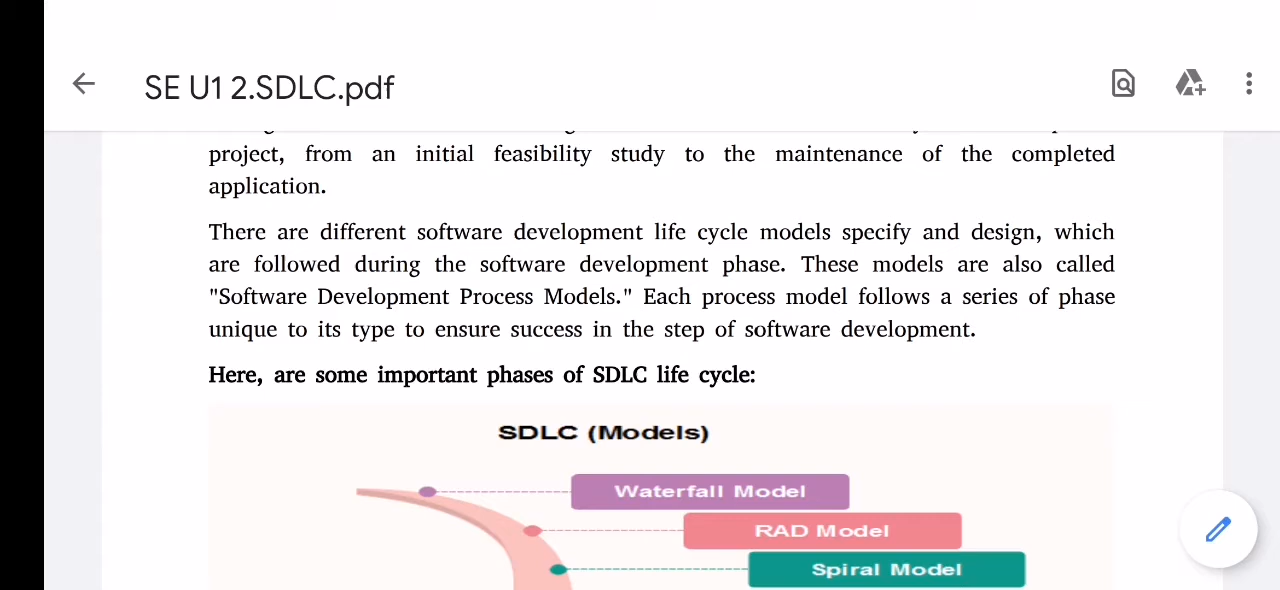 SE U1 2.SDLC.pdf
project, from an initial feasibility study to the maintenance of the completed
application.
There are different software development life cycle models specify and design, which
are followed during the software development phase. These models are also called
"Software Development Process Models." Each process model follows a series of phase
unique to its type to ensure success in the step of software development.
Here, are some important phases of SDLC life cycle:
SDLC (Models)
Waterfall Model
RAD Model
Spiral Model